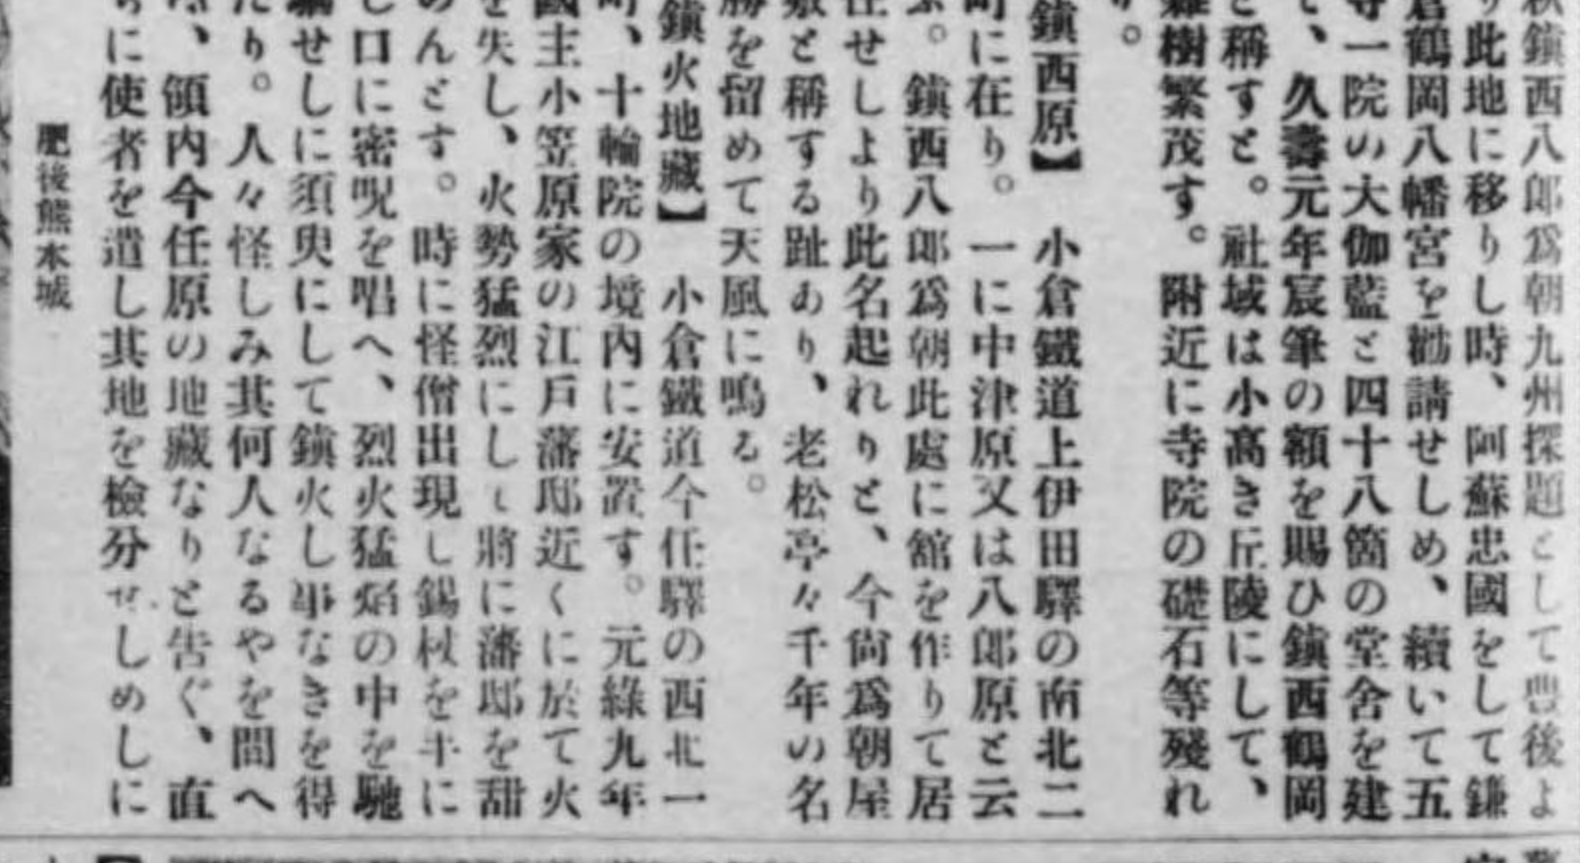 鎭西八郎爲朝九州探題として豊後よ
り此地に移りし時、阿蘇忠國をして鎌
倉鶴岡八幡宮を勸請せしめ、續いて五
寺一院の大伽藍と四十八箇の堂舍を建
て、久壽元年宸筆の額を賜ひ鎭西鶴岡
と稱すと。社域は小高き丘陵にして、
樹繁茂す。附近に寺院の礎石等殘れ
り。
鎭西原】 小倉鐵道上伊田驛の南北二
町に在り。一に中津原又は八郎原と云
ふ。鎭西八郎爲朝此處に舘を作りて居
住せしより此名起れりと、今尙爲朝屋
敷と稱する趾あり、老松亭々千年の名
勝を留めて天風に鳴る。
鎭火地藏】 小倉鐵道今任驛の西北一
町、十輪院の境內に安置す。元綠九年
國主小笠原家の江戶藩邸近くに於て火
を失し、火勢猛烈にして將に藩邸を甜
めんとす。時に怪僧出現し錫杖を手に
し口に密呪を唱へ、烈火猛焰の中を馳
驅せしに須臾にして鎭火し事なきを得
たり。人々怪しみ其何人なるやを問へ
ば、領內今任原の地藏なりと吿ぐ、直
ちに使者を遣し其地を檢分せしめしに
肥後熊本城